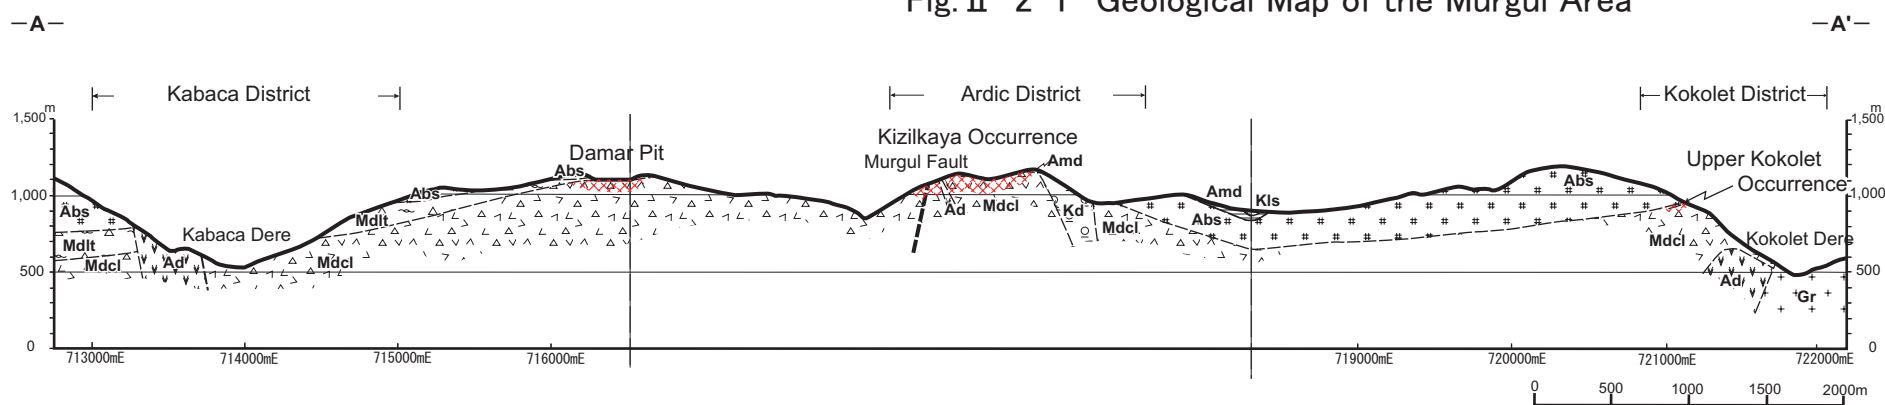 Fig. Ⅱ 2 1 Geological Map of the Murgul Area
—A— —A'—
Kabaca District Ardic District Kokolet District
m m
1,500 Kizilkaya Occurrence 1,500
Damar Pit Murgul Fault Amd Upper Kokolet
Abs Occurrence
1,000 Abs Amd Kls Abs 1,000
Abs Mdlt Ad Mdcl Kd Abs
Kabaca Dere Mdcl Mdcl Kokolet Dere
Mdlt
Mdcl Ad Mdcl Ad
500 500
Gr
0 0
713000mE 714000mE 715000mE 716000mE 719000mE 720000mE 721000mE 722000mE
0 500 1000 1500 2000m